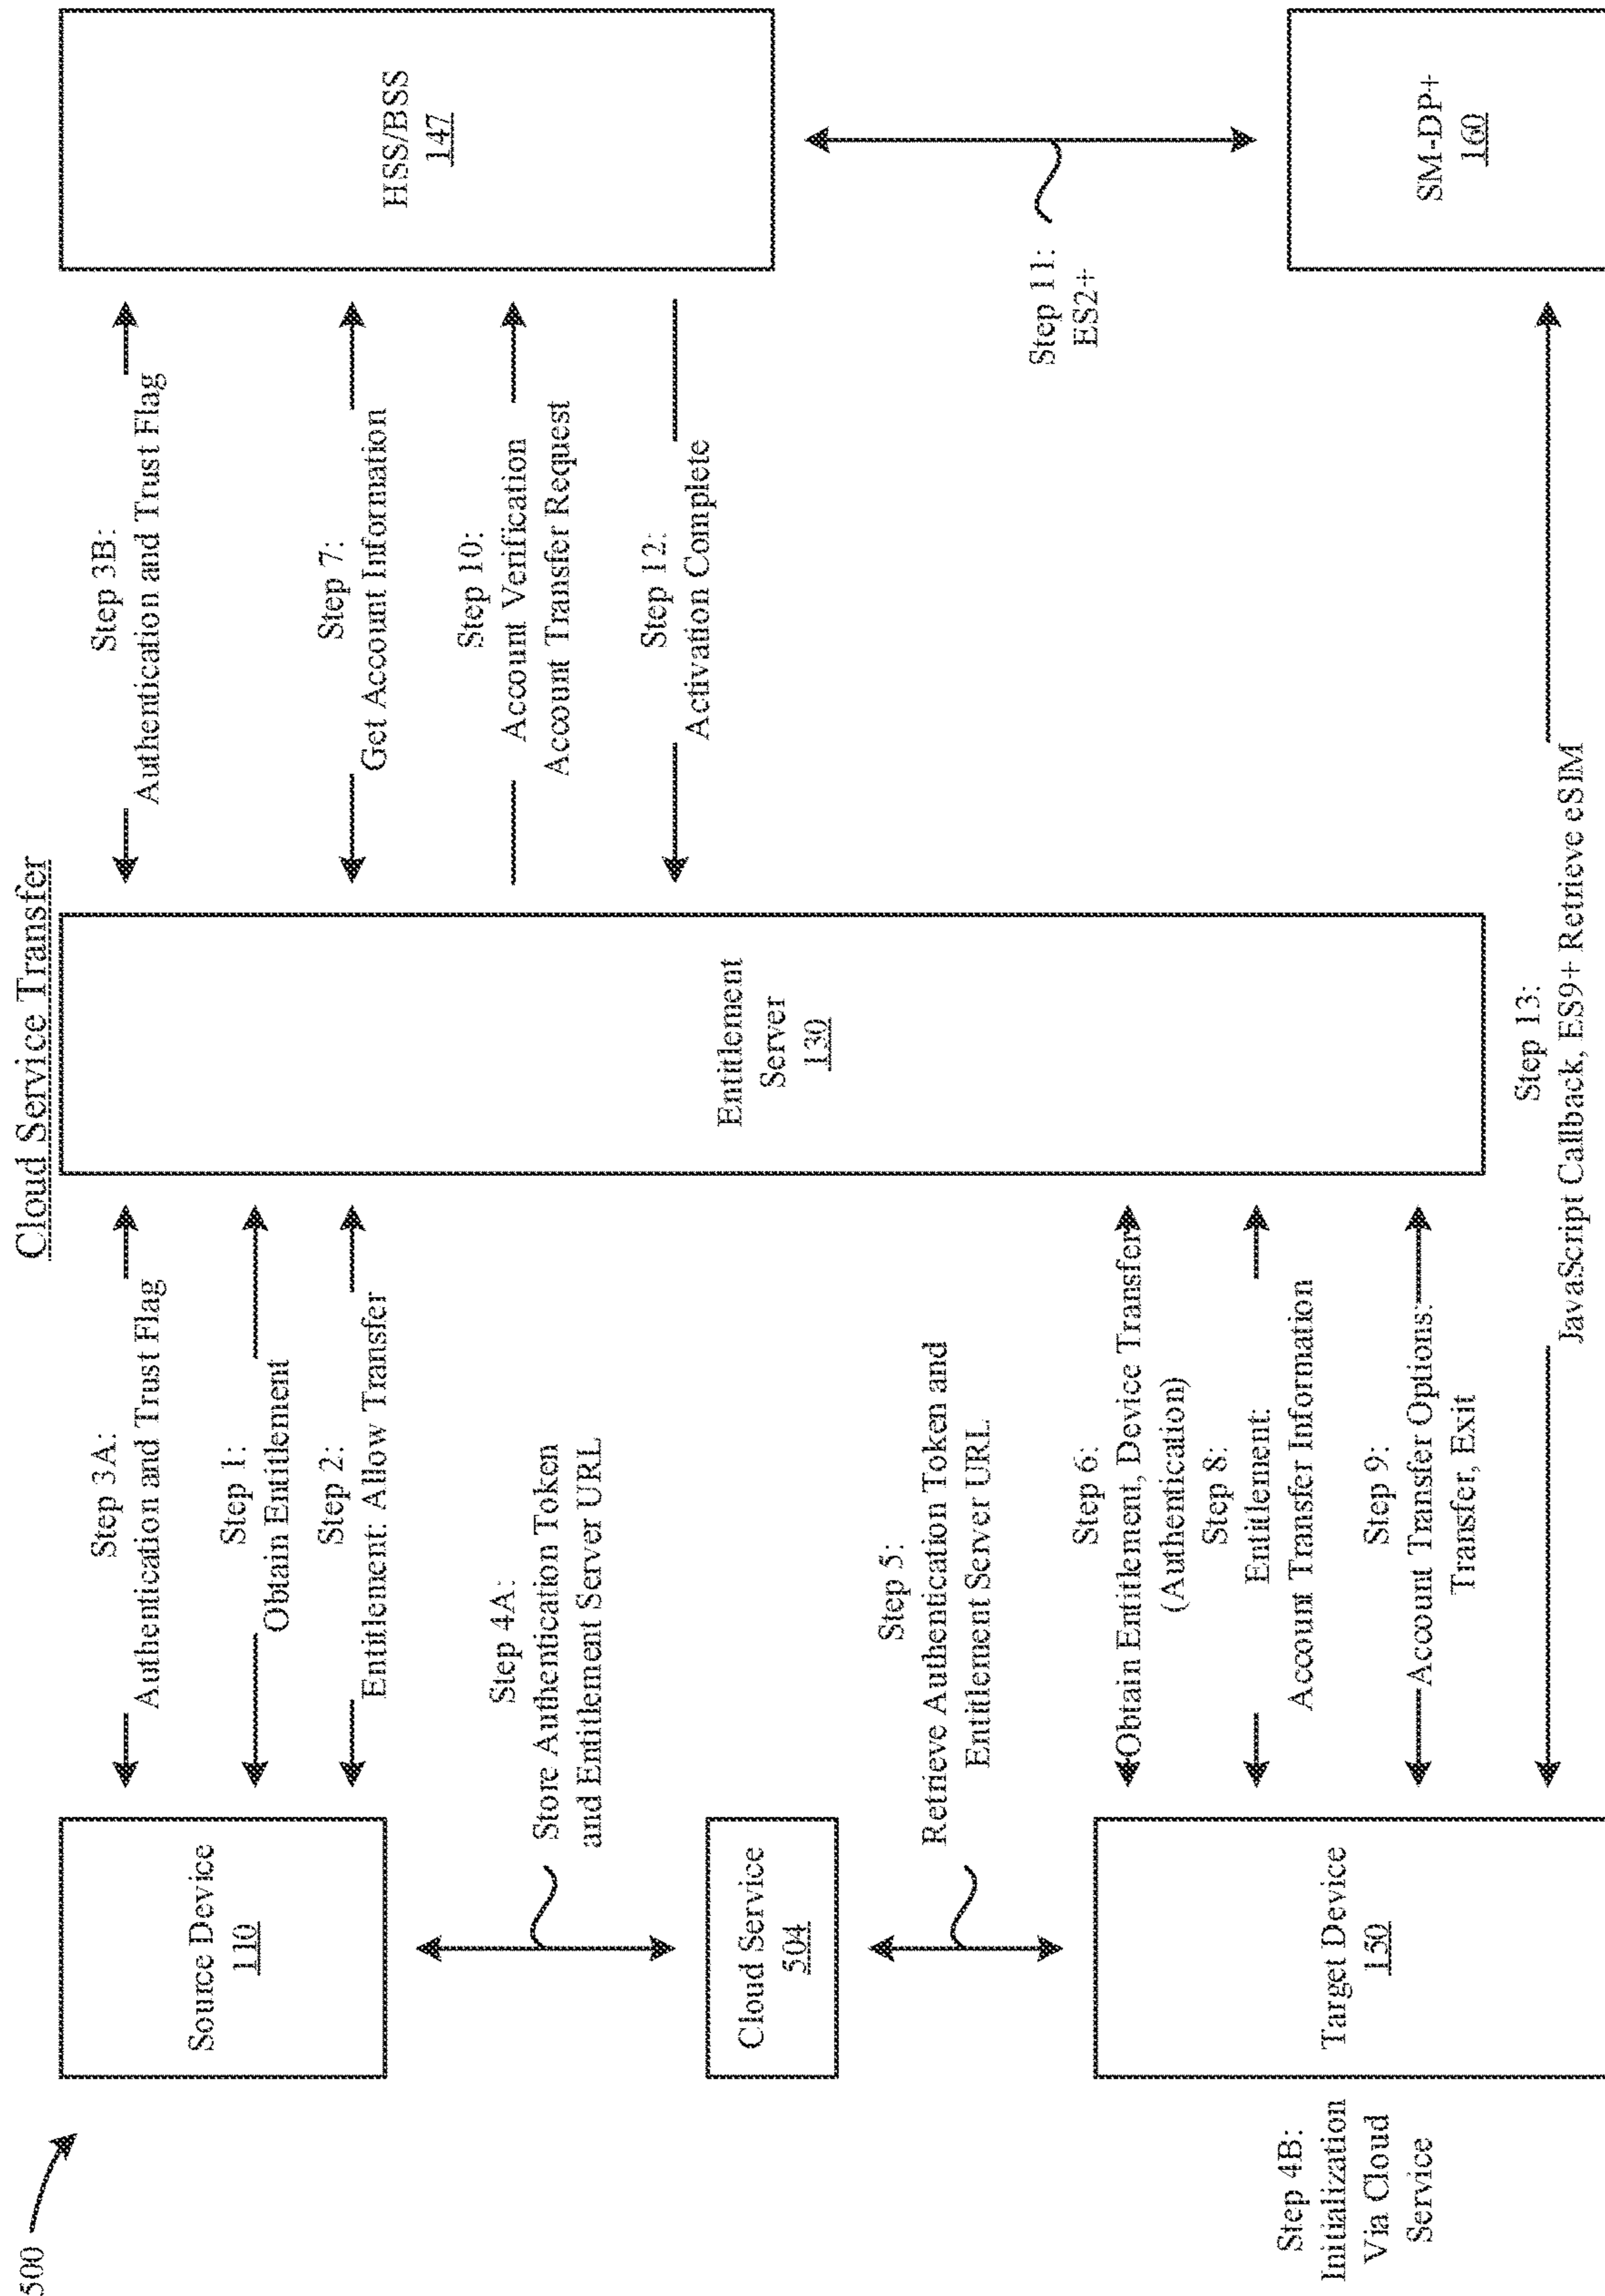 500
Cloud Service Transfer
Source Device
110
Step 3A:
Authentication and Trust Flag
Step 1:
Obtain Entitlement
Step 2:
Entitlement: Allow Transfer
Step 4A:
Store Authentication Token
and Entitlement Server URL
Cloud Service
504
Step 5:
Retrieve Authentication Token and
Entitlement Server URL
Step 4B:
Initialization
Via Cloud
Service
Target Device
150
Step 6:
Obtain Entitlement, Device Transfer
(Authentication)
Step 8:
Entitlement:
Account Transfer Information
Step 9:
Account Transfer Options:
Transfer, Exit
Entitlement
Server
130
Step 3B:
Authentication and Trust Flag
Step 7:
Get Account Information
Step 10:
Account Verification
Account Transfer Request
Step 12:
Activation Complete
HSS/BSS
147
Step 11:
ES2+
SM-DP+
160
Step 13:
JavaScript Callback, ES9+ Retrieve eSIM